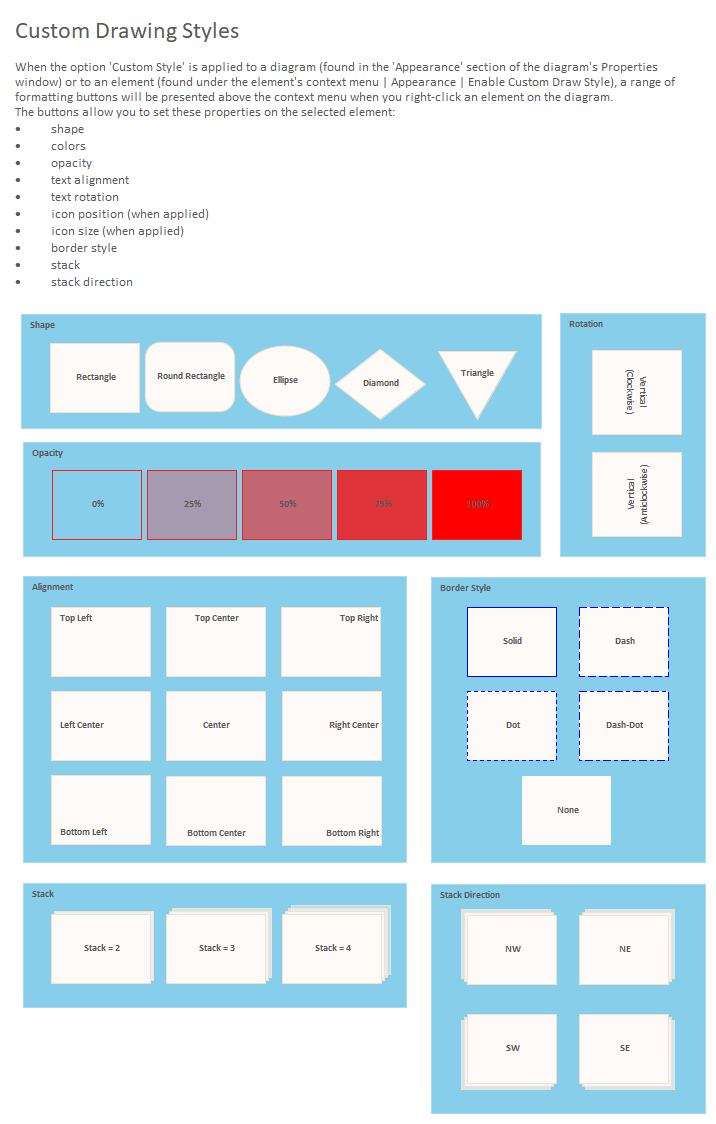 Custom Drawing Styles
When the option 'Custom Style' is applied to a diagram (found in the 'Appearance' section of the diagram's Properties
window) or to an element (found under the element's context menu | Appearance | Enable Custom Draw Style), a range of
formatting buttons will be presented above the context menu when you right-click an element on the diagram.
The buttons allow you to set these properties on the selected element:
• shape
• colors
• opacity
• text alignment
• text rotation
• icon position (when applied)
• icon size (when applied)
• border style
• stack
• stack direction
Shape
Rectangle
Round Rectangle
Ellipse
Diamond
Triangle
Rotation
Vertical
(Clockwise)
Vertical
(Anticlockwise)
Opacity
0%
25%
50%
75%
100%
Alignment
Top Left
Top Center
Top Right
Left Center
Center
Right Center
Bottom Left
Bottom Center
Bottom Right
Border Style
Solid
Dash
Dot
Dash-Dot
None
Stack
Stack = 2
Stack = 3
Stack = 4
Stack Direction
NW
NE
SW
SE